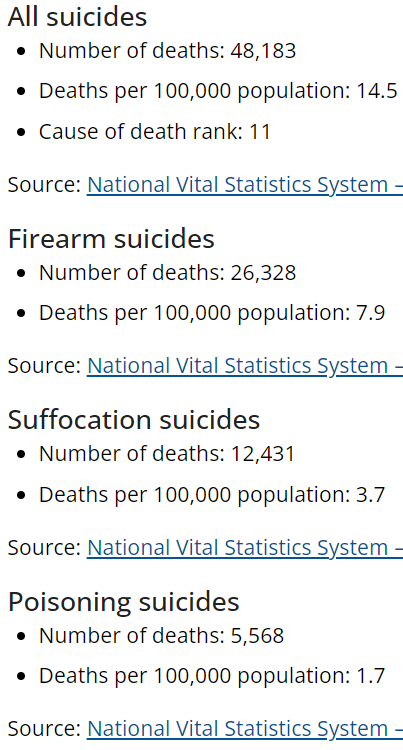 All suicides
• Number of deaths: 48,183
• Deaths per 100,000 population: 14.5
• Cause of death rank: 11
Source: National Vital Statistics System –
Firearm suicides
• Number of deaths: 26,328
• Deaths per 100,000 population: 7.9
Source: National Vital Statistics System –
Suffocation suicides
• Number of deaths: 12,431
• Deaths per 100,000 population: 3.7
Source: National Vital Statistics System –
Poisoning suicides
• Number of deaths: 5,568
• Deaths per 100,000 population: 1.7
Source: National Vital Statistics System –